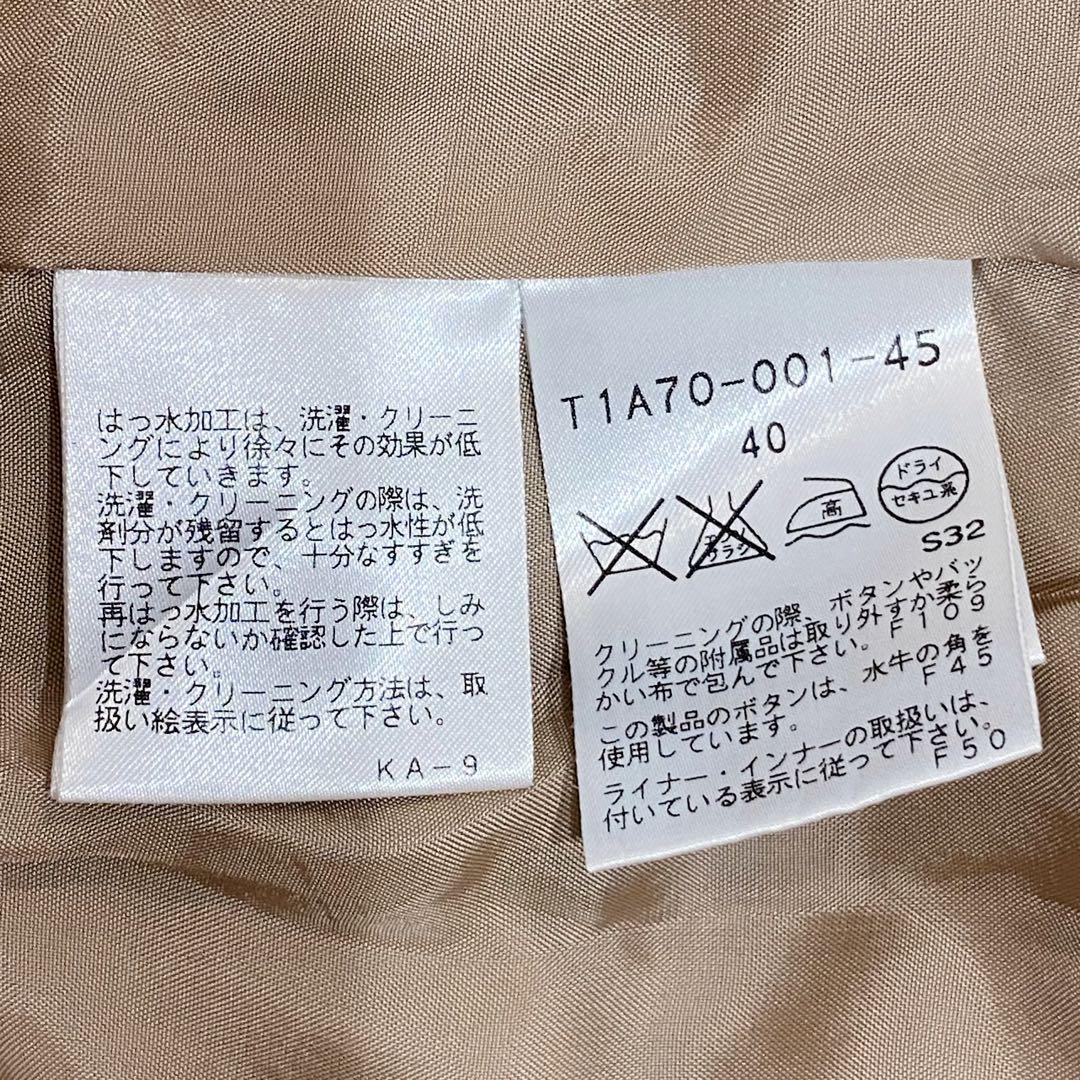 はっ水加工は、洗濯・クリーニ
ングにより徐々にその効果が低
下していきます。
洗濯・クリーニングの際は、洗
剤分が残留するとはっ水性が低
下しますので、十分なすすぎを
行って下さい。
再はっ水加工を行う際は、しみ
にならないか確認した上で行っ
て下さい。
洗濯・クリーニング方法は、取
扱い絵表示に従って下さい。
KA-9
T1A70-001-45
40
高
ドライ
セキユ系
S32
クリーニングの際、ボタンやバッ
クル等の附属品は取り外すか柔ら
かい布で包んで下さい。F109
この製品のボタンは、水牛の角を
使用しています。F45
ライナー・インナーの取扱いは、
付いている表示に従って下さい。
F50